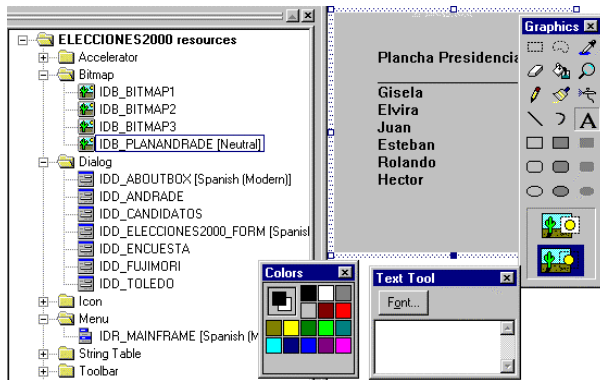 ELECCIONES2000 resources
Accelerator
Bitmap
IDB_BITMAP1
IDB_BITMAP2
IDB_BITMAP3
IDB_PLANANDRADE [Neutral]
Dialog
IDD_ABOUTBOX [Spanish (Modern)]
IDD_ANDRADE
IDD_CANDIDATOS
IDD_ELECCIONES2000_FORM [Spanisl
IDD_ENCUESTA
IDD_FUJIMORI
IDD_TOLEDO
Icon
Menu
IDR_MAINFRAME [Spanish (M
String Table
Toolbar
Plancha Presidencia
Gisela
Elvira
Juan
Esteban
Rolando
Hector
Graphics
A
Colors
Text Tool
Font...